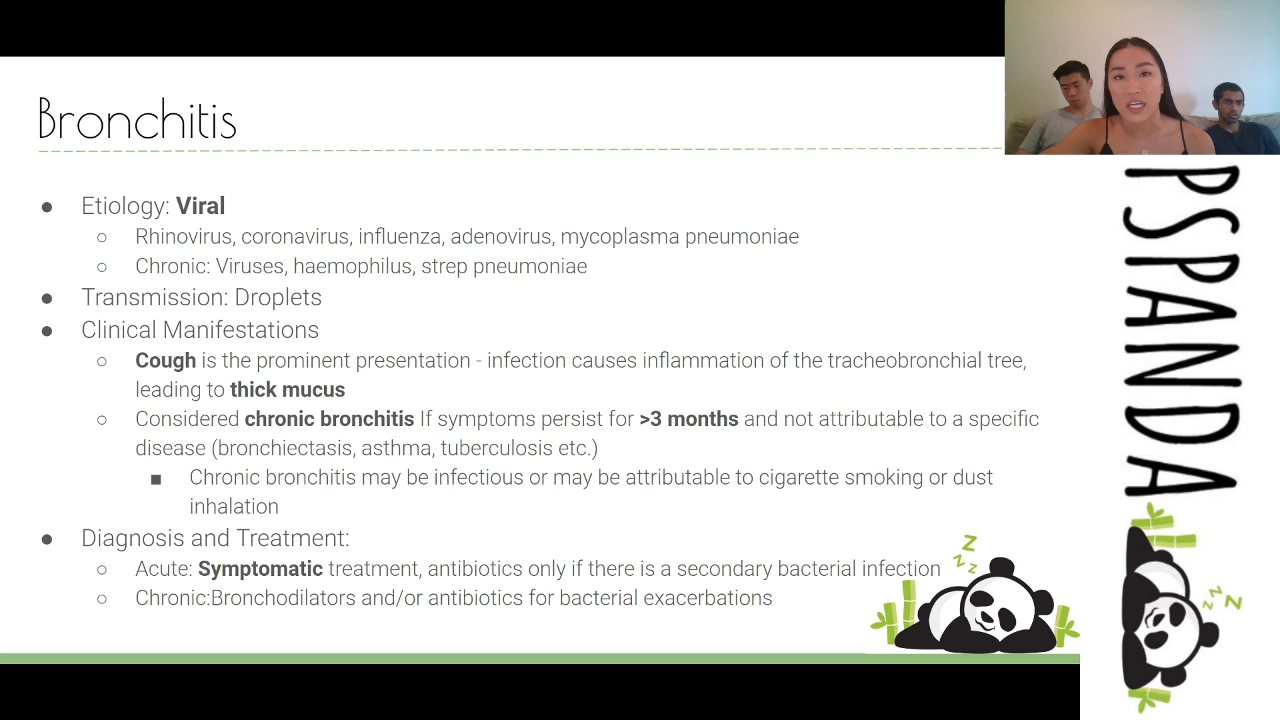 Bronchitis
● Etiology: Viral
○ Rhinovirus, coronavirus, influenza, adenovirus, mycoplasma pneumoniae
○ Chronic: Viruses, haemophilus, strep pneumoniae
● Transmission: Droplets
● Clinical Manifestations
○ Cough is the prominent presentation - infection causes inflammation of the tracheobronchial tree,
leading to thick mucus
○ Considered chronic bronchitis If symptoms persist for >3 months and not attributable to a specific
disease (bronchiectasis, asthma, tuberculosis etc.)
■ Chronic bronchitis may be infectious or may be attributable to cigarette smoking or dust
inhalation
● Diagnosis and Treatment:
○ Acute: Symptomatic treatment, antibiotics only if there is a secondary bacterial infection
○ Chronic:Bronchodilators and/or antibiotics for bacterial exacerbations
PSPANDA
z z z
z z z